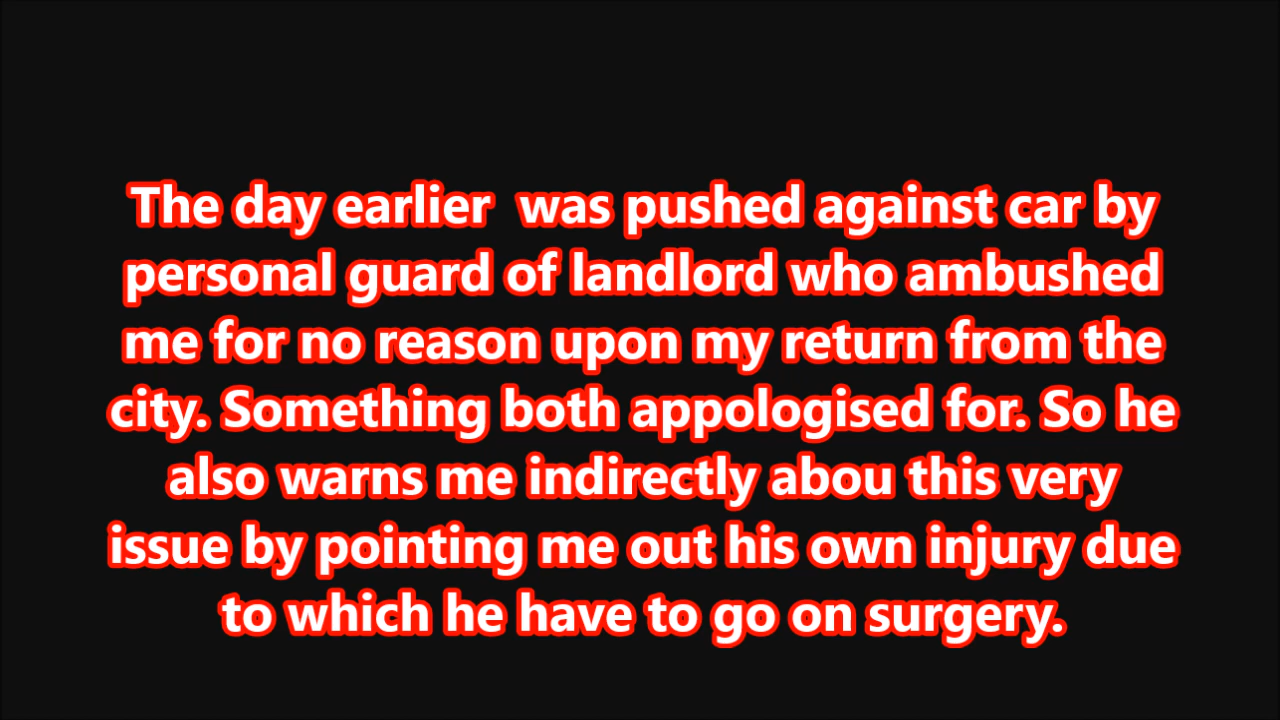 The day earlier  was pushed against car by
personal guard of landlord who ambushed
me for no reason upon my return from the
city. Something both appologised for. So he
also warns me indirectly abou this very
issue by pointing me out his own injury due
to which he have to go on surgery.